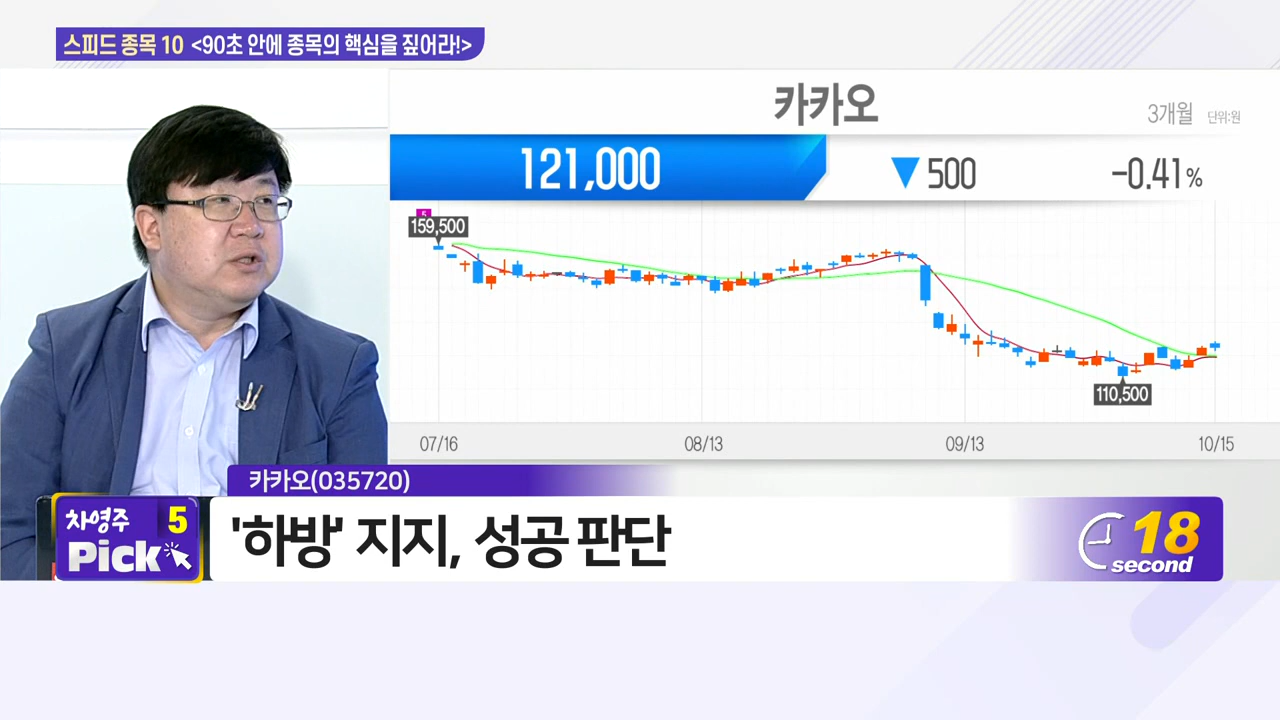 스피드 종목 10 <90초 안에 종목의 핵심을 짚어라!>
카카오
3개월 단위:원
121,000 ▼ 500 -0.41%
5
159,500
110,500
07/16 08/13 09/13 10/15
카카오(035720)
차영주 5
Pick
'하방' 지지, 성공 판단
18
second